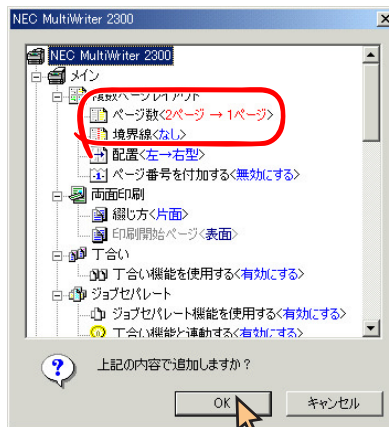 NEC MultiWriter 2300
NEC MultiWriter 2300
メイン
複数ページレイアウト
ページ数<2ページ → 1ページ>
境界線<なし>
配置<左→右型>
ページ番号を付加する<無効にする>
両面印刷
綴じ方<片面>
印刷開始ページ<表面>
丁合い
丁合い機能を使用する<有効にする>
ジョブセパレート
ジョブセパレート機能を使用する<有効にする>
丁合い機能と連動する<有効にする>
上記の内容で追加しますか?
OK
キャンセル